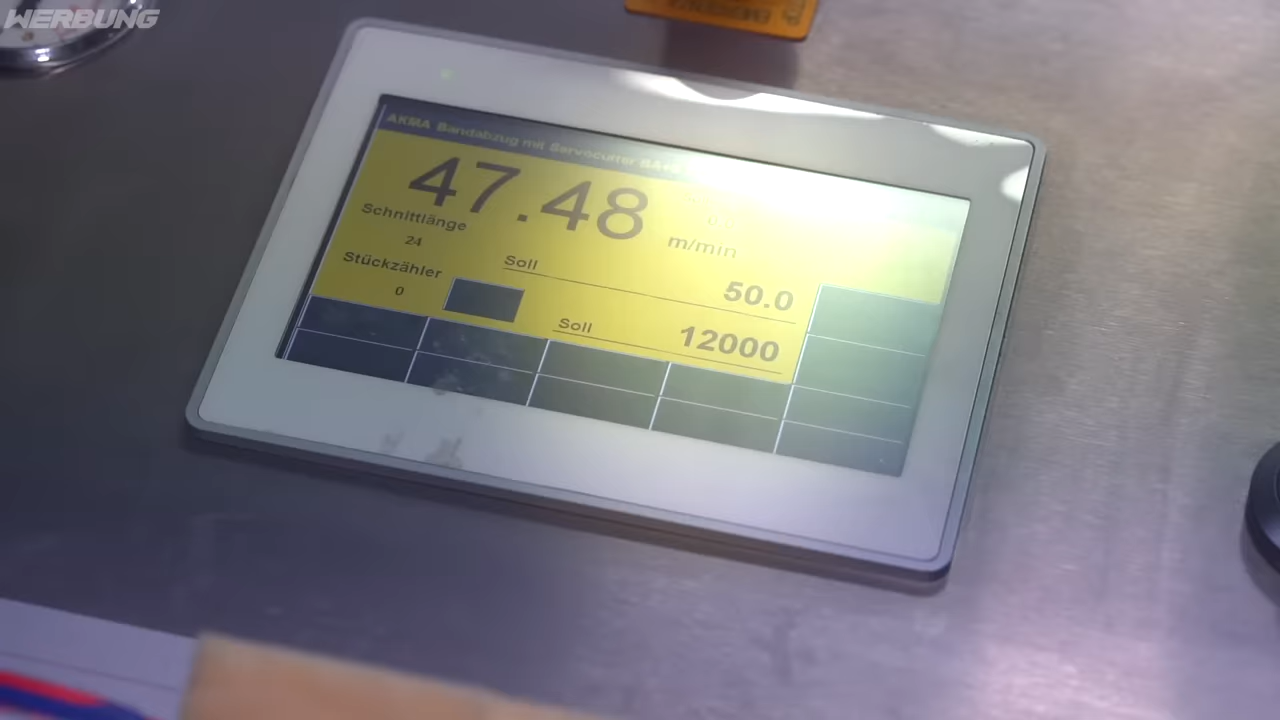 WERBUNG
AKMA Bandabzug mit Servocutter
47.48
m/min
Schnittlänge
24
Soll
50.0
Stückzähler
0
Soll
12000